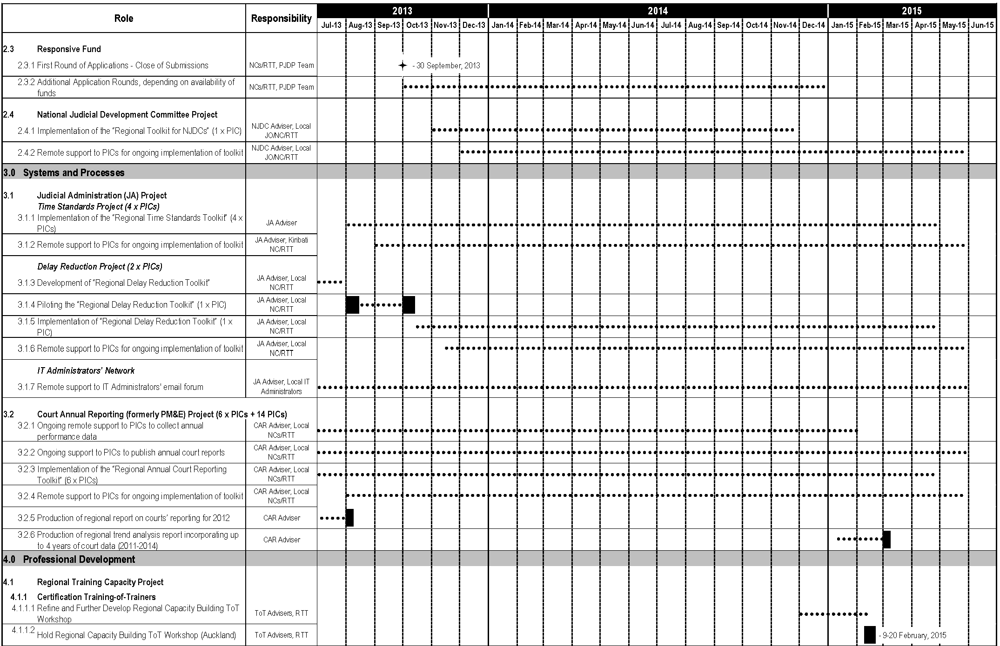 Role Responsibility 2013 2014 2015
Jul-13 Aug-13 Sep-13 Oct-13 Nov-13 Dec-13 Jan-14 Feb-14 Mar-14 Apr-14 May-14 Jun-14 Jul-14 Aug-14 Sep-14 Oct-14 Nov-14 Dec-14 Jan-15 Feb-15 Mar-15 Apr-15 May-15 Jun-15
2.3 Responsive Fund
2.3.1 First Round of Applications - Close of Submissions NCs/RTT, PJDP Team - 30 September, 2013
2.3.2 Additional Application Rounds, depending on availability of
funds
NCs/RTT, PJDP Team
2.4 National Judicial Development Committee Project
2.4.1 Implementation of the “Regional Toolkit for NJDCs” (1 x PIC)
NJDC Adviser, Local
JO/NC/RTT
2.4.2 Remote support to PICs for ongoing implementation of toolkit
NJDC Adviser, Local
JO/NC/RTT
3.0 Systems and Processes
3.1 Judicial Administration (JA) Project
Time Standards Project (4 x PICs)
3.1.1 Implementation of the “Regional Time Standards Toolkit” (4 x
PICs)
JA Adviser
3.1.2 Remote support to PICs for ongoing implementation of toolkit
JA Adviser, Kiribati
NC/RTT
Delay Reduction Project (2 x PICs)
3.1.3 Development of “Regional Delay Reduction Toolkit”
JA Adviser, Local
NC/RTT
3.1.4 Piloting the “Regional Delay Reduction Toolkit” (1 x PIC)
JA Adviser, Local
NC/RTT
3.1.5 Implementation of “Regional Delay Reduction Toolkit” (1 x
PIC)
JA Adviser, Local
NC/RTT
3.1.6 Remote support to PICs for ongoing implementation of toolkit
JA Adviser, Local
NC/RTT
IT Administrators' Network
3.1.7 Remote support to IT Administrators' email forum
JA Adviser, Local IT
Administrators
3.2 Court Annual Reporting (formerly PM&E) Project (6 x PICs + 14 PICs)
3.2.1 Ongoing remote support to PICs to collect annual
performance data
CAR Adviser, Local
NCs/RTT
3.2.2 Ongoing support to PICs to publish annual court reports
CAR Adviser, Local
NCs/RTT
3.2.3 Implementation of the “Regional Annual Court Reporting
Toolkit” (6 x PICs)
CAR Adviser, Local
NCs/RTT
3.2.4 Remote support to PICs for ongoing implementation of toolkit
CAR Adviser, Local
NCs/RTT
3.2.5 Production of regional report on courts’ reporting for 2012 CAR Adviser
3.2.6 Production of regional trend analysis report incorporating up
to 4 years of court data (2011-2014)
CAR Adviser
4.0 Professional Development
4.1 Regional Training Capacity Project
4.1.1 Certification Training-of-Trainers
4.1.1.1 Refine and Further Develop Regional Capacity Building ToT
Workshop
ToT Advisers, RTT
4.1.1.2 Hold Regional Capacity Building ToT Workshop (Auckland) ToT Advisers, RTT - 9-20 February, 2015